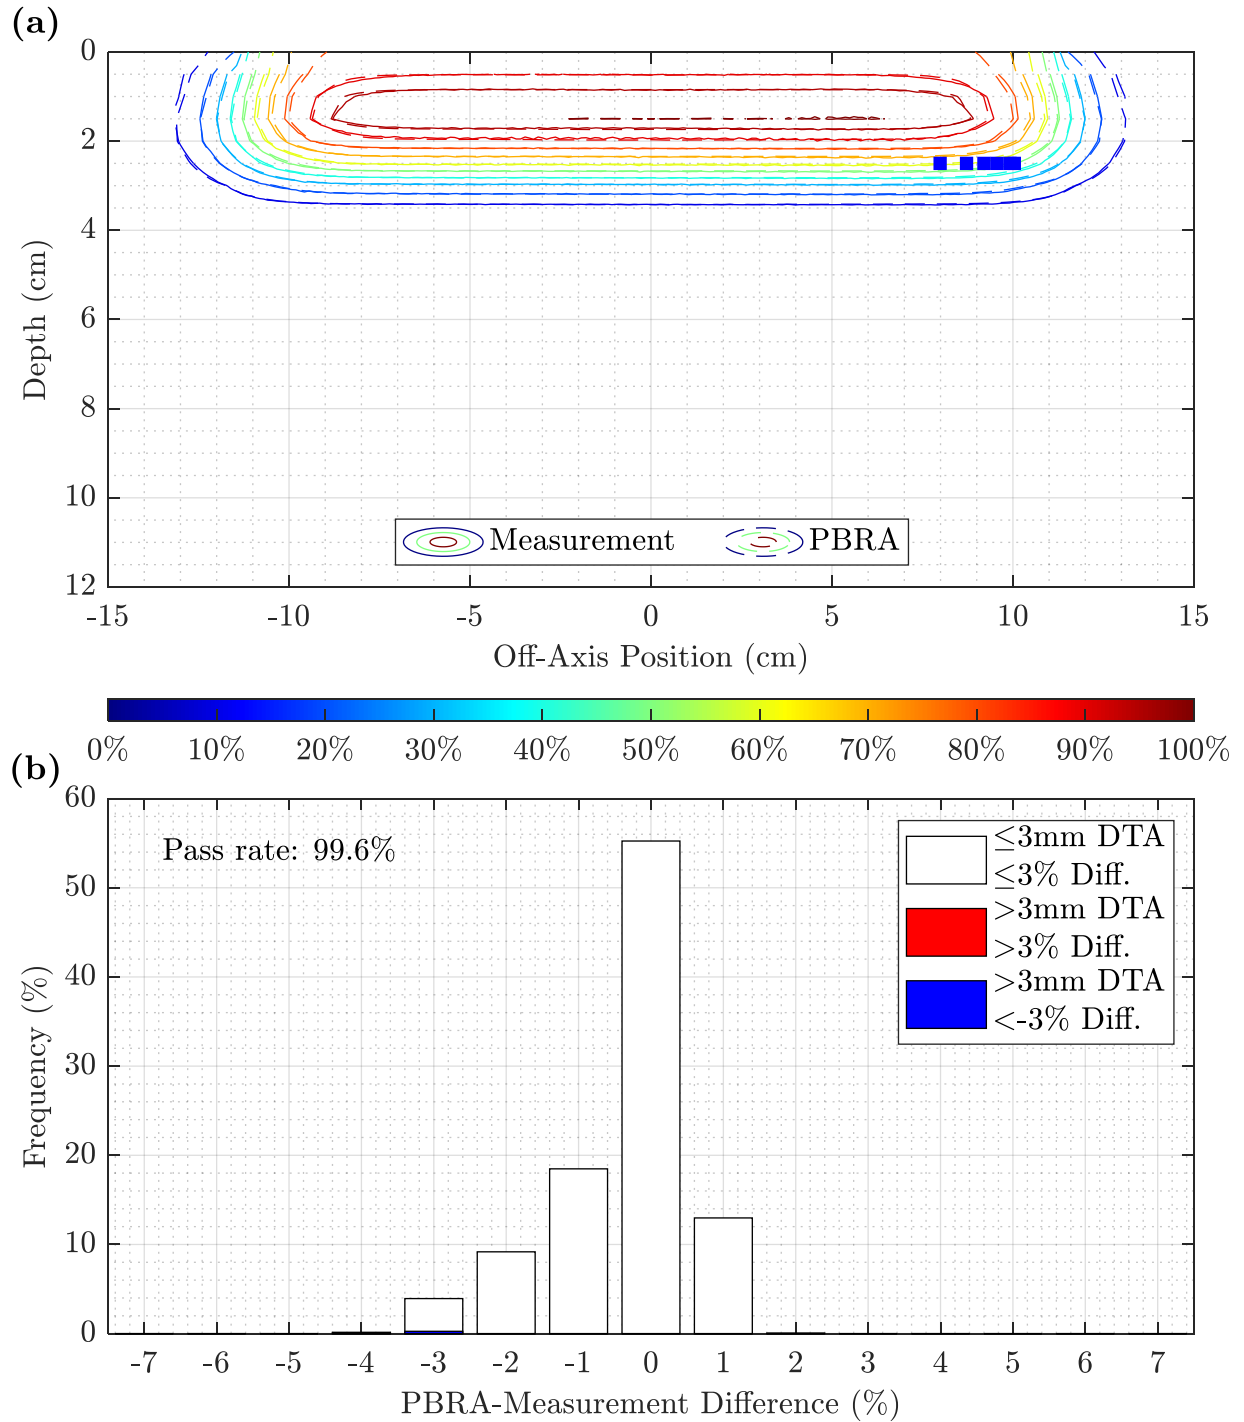 (a)
0
2
4
6
8
10
12
Depth (cm)
Measurement PBRA
-15 -10 -5 0 5 10 15
Off-Axis Position (cm)
0% 10% 20% 30% 40% 50% 60% 70% 80% 90% 100%
(b)
60
50
40
30
20
10
0
Frequency (%)
Pass rate: 99.6%
≤3mm DTA
≤3% Diff.
>3mm DTA
>3% Diff.
>3mm DTA
<-3% Diff.
-7 -6 -5 -4 -3 -2 -1 0 1 2 3 4 5 6 7
PBRA-Measurement Difference (%)